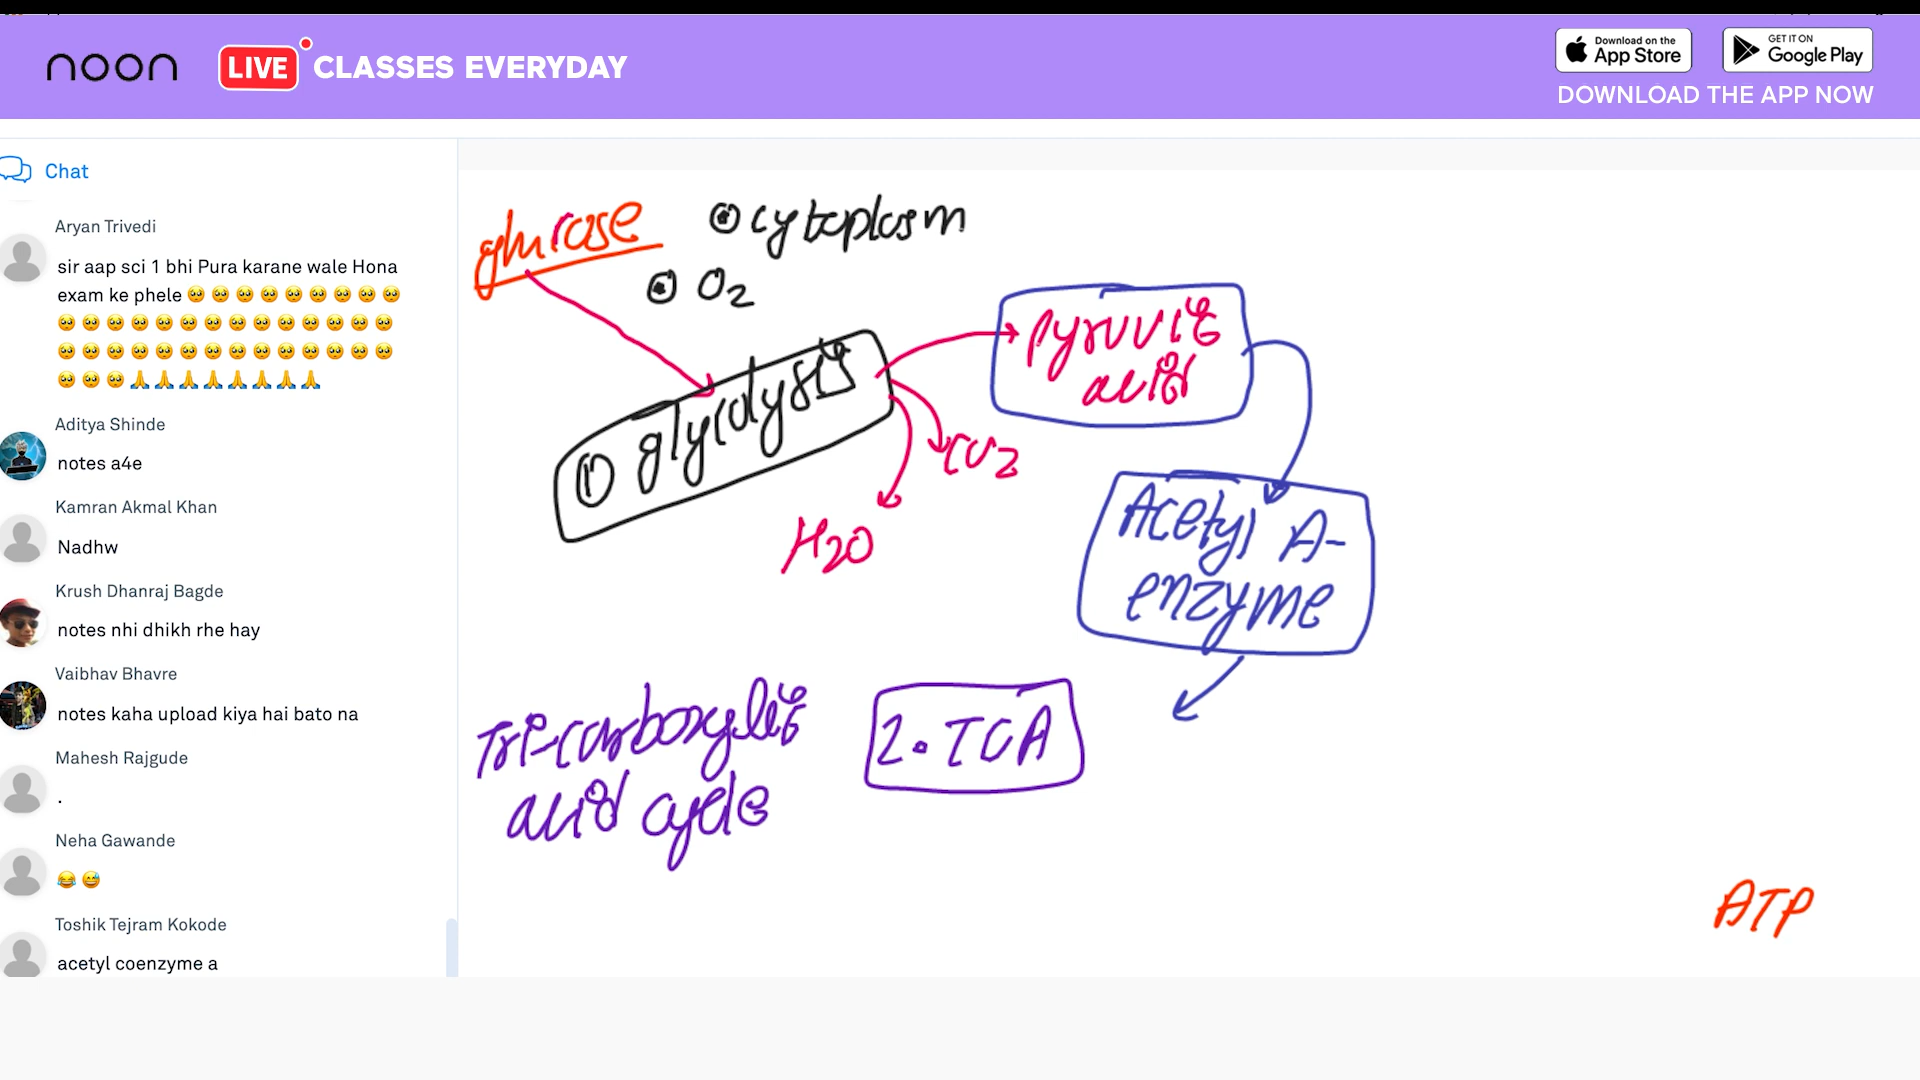 noon LIVE CLASSES EVERYDAY
Download on the App Store
GET IT ON Google Play
DOWNLOAD THE APP NOW
Chat
Aryan Trivedi
sir aap sci 1 bhi Pura karane wale Hona
exam ke phele 🥺🥺🥺🥺🥺🥺🥺🥺🥺
🥺🥺🥺🥺🥺🥺🥺🥺🥺🥺🥺🥺🥺🥺
🥺🥺🥺🥺🥺🥺🥺🥺🥺🥺🥺🥺🥺🥺
🥺🥺🥺🙏🙏🙏🙏🙏🙏🙏🙏
Aditya Shinde
notes a4e
Kamran Akmal Khan
Nadhw
Krush Dhanraj Bagde
notes nhi dhikh rhe hay
Vaibhav Bhavre
notes kaha upload kiya hai bato na
Mahesh Rajgude
.
Neha Gawande
😂😅
Toshik Tejram Kokode
acetyl coenzyme a
glucose
cytoplasm
O2
① glycolysis
pyruvic
acid
CO2
H2O
Acetyl A-
enzyme
Tri-carboxylic
acid cycle
2. TCA
ATP